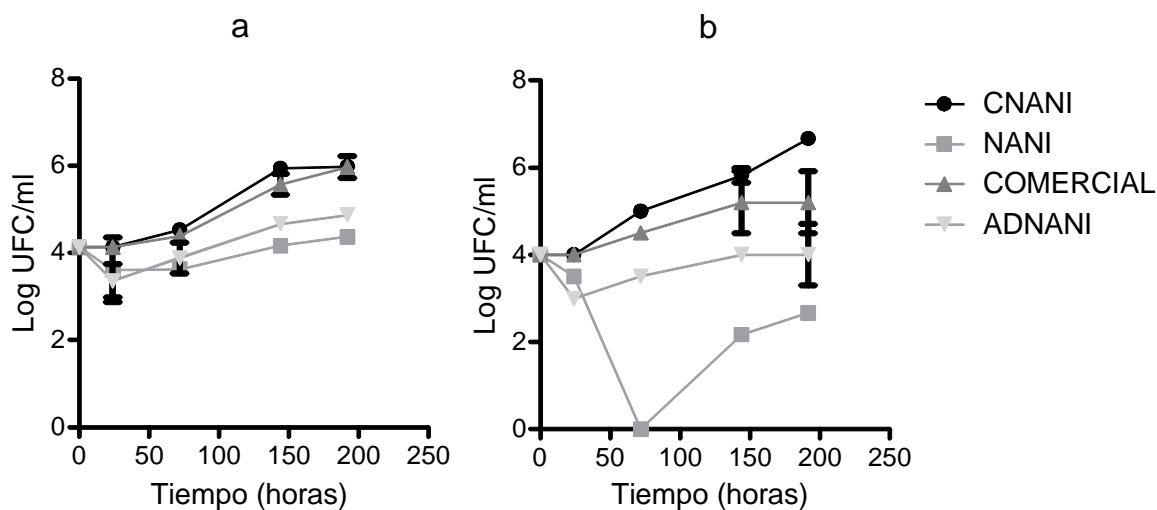 a
b
8
6
4
2
0
Log UFC/ml
0 50 100 150 200 250
Tiempo (horas)
8
6
4
2
0
Log UFC/ml
0 50 100 150 200 250
Tiempo (horas)
CNANI
NANI
COMERCIAL
ADNANI